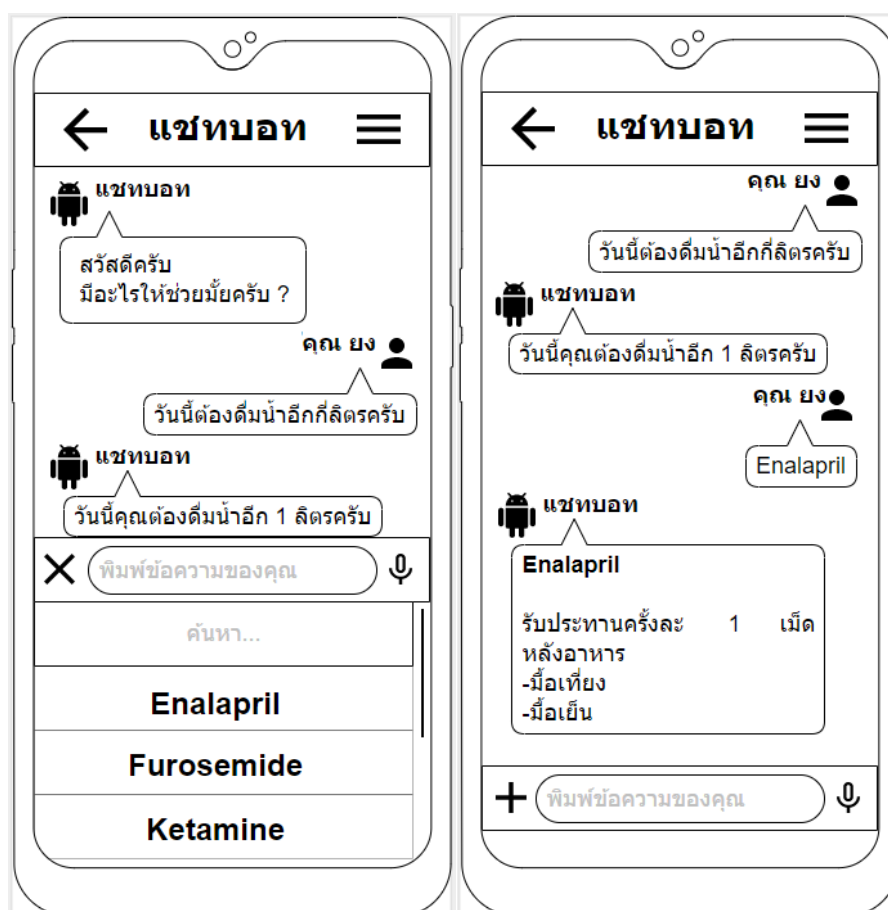 แชทบอท
แชทบอท
สวัสดีครับ
มีอะไรให้ช่วยมั้ยครับ ?
คุณ ยง
วันนี้ต้องดื่มน้ำอีกกี่ลิตรครับ
แชทบอท
วันนี้คุณต้องดื่มน้ำอีก 1 ลิตรครับ
พิมพ์ข้อความของคุณ
ค้นหา...
Enalapril
Furosemide
Ketamine
แชทบอท
คุณ ยง
วันนี้ต้องดื่มน้ำอีกกี่ลิตรครับ
แชทบอท
วันนี้คุณต้องดื่มน้ำอีก 1 ลิตรครับ
คุณ ยง
Enalapril
แชทบอท
Enalapril
รับประทานครั้งละ 1 เม็ด
หลังอาหาร
-มื้อเที่ยง
-มื้อเย็น
พิมพ์ข้อความของคุณ